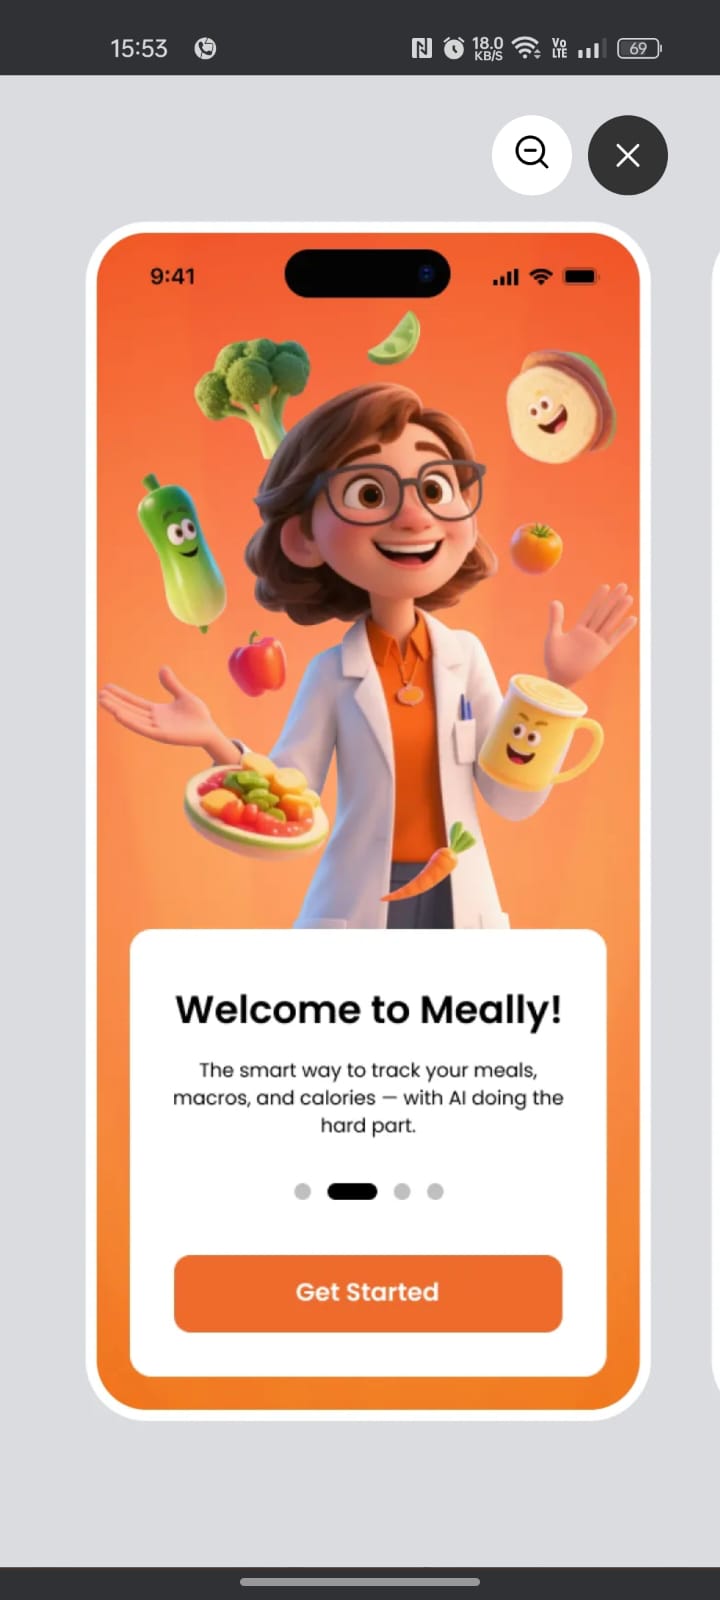 15:53
18.0
KB/S
Vo
LTE
69
9:41
Welcome to Meally!
The smart way to track your meals,
macros, and calories — with AI doing the
hard part.
Get Started